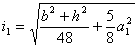 i₁ = √((b² + h²)/48 + (5/8)a₁²)